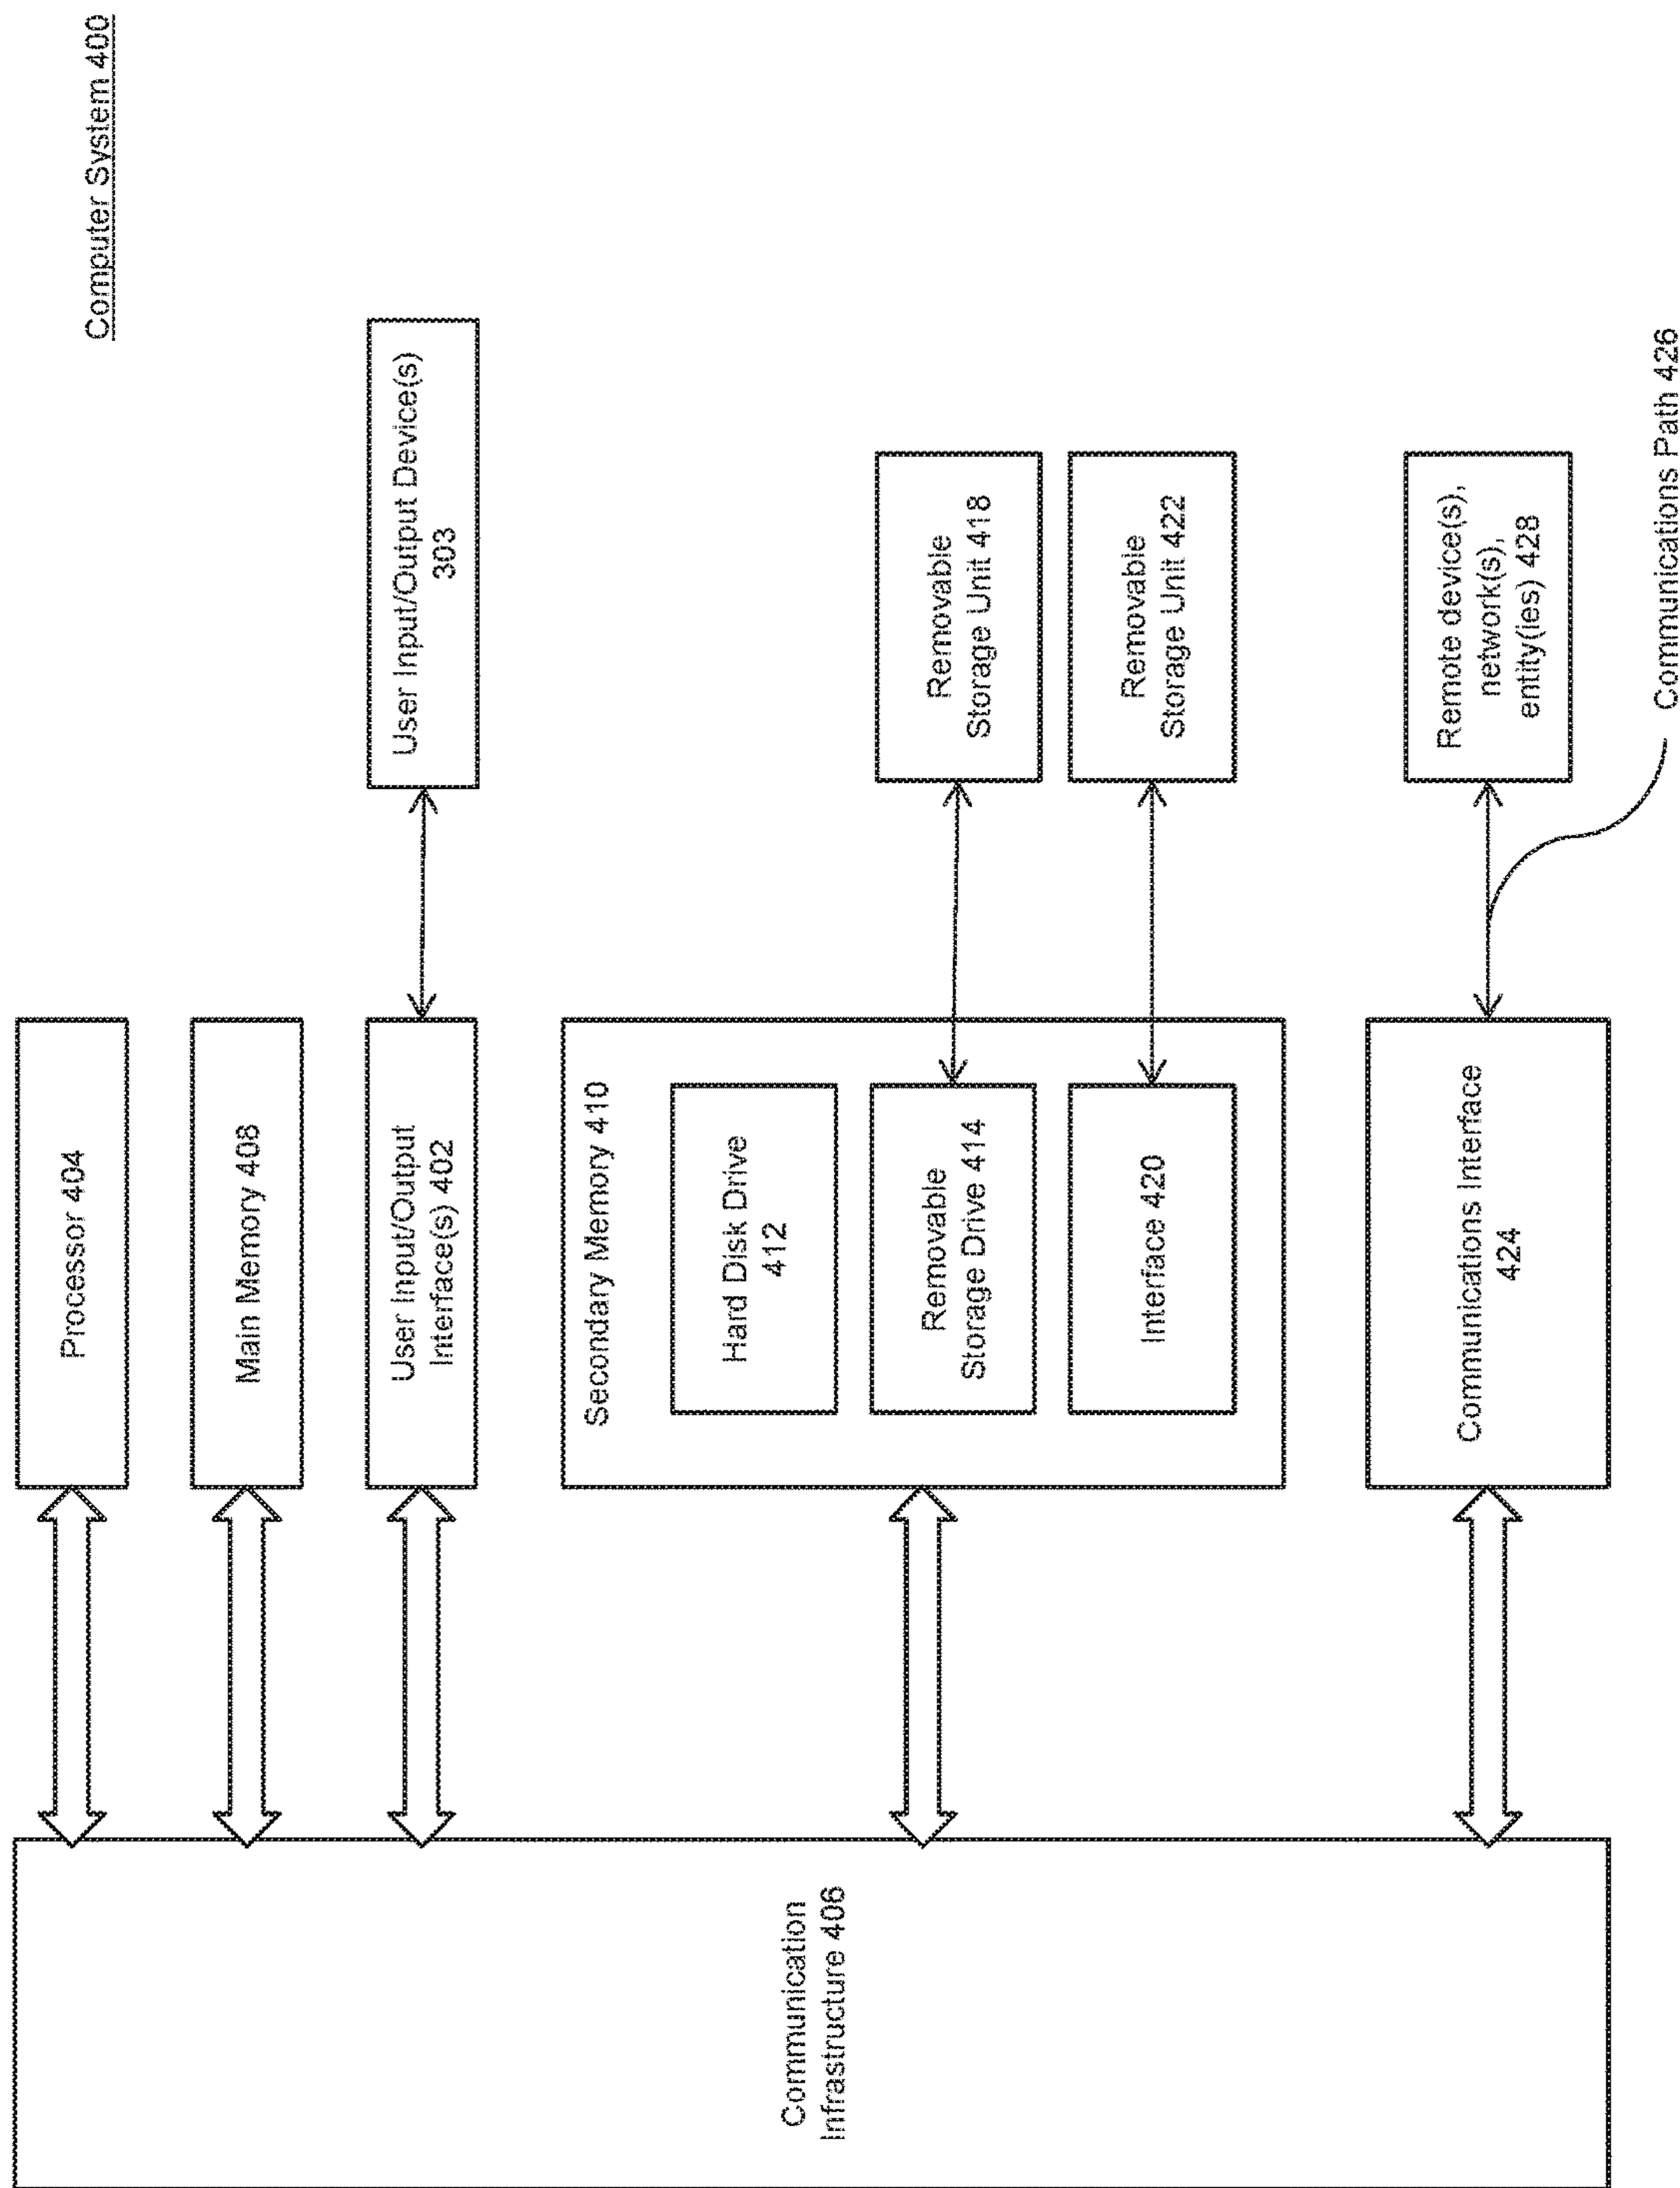 Computer System 400
Processor 404
Main Memory 408
User Input/Output
Interface(s) 402
User Input/Output Device(s)
303
Secondary Memory 410
Hard Disk Drive
412
Removable
Storage Drive 414
Removable
Storage Unit 418
Interface 420
Removable
Storage Unit 422
Communications Interface
424
Remote device(s),
network(s),
entity(ies) 428
Communications Path 426
Communication
Infrastructure 406